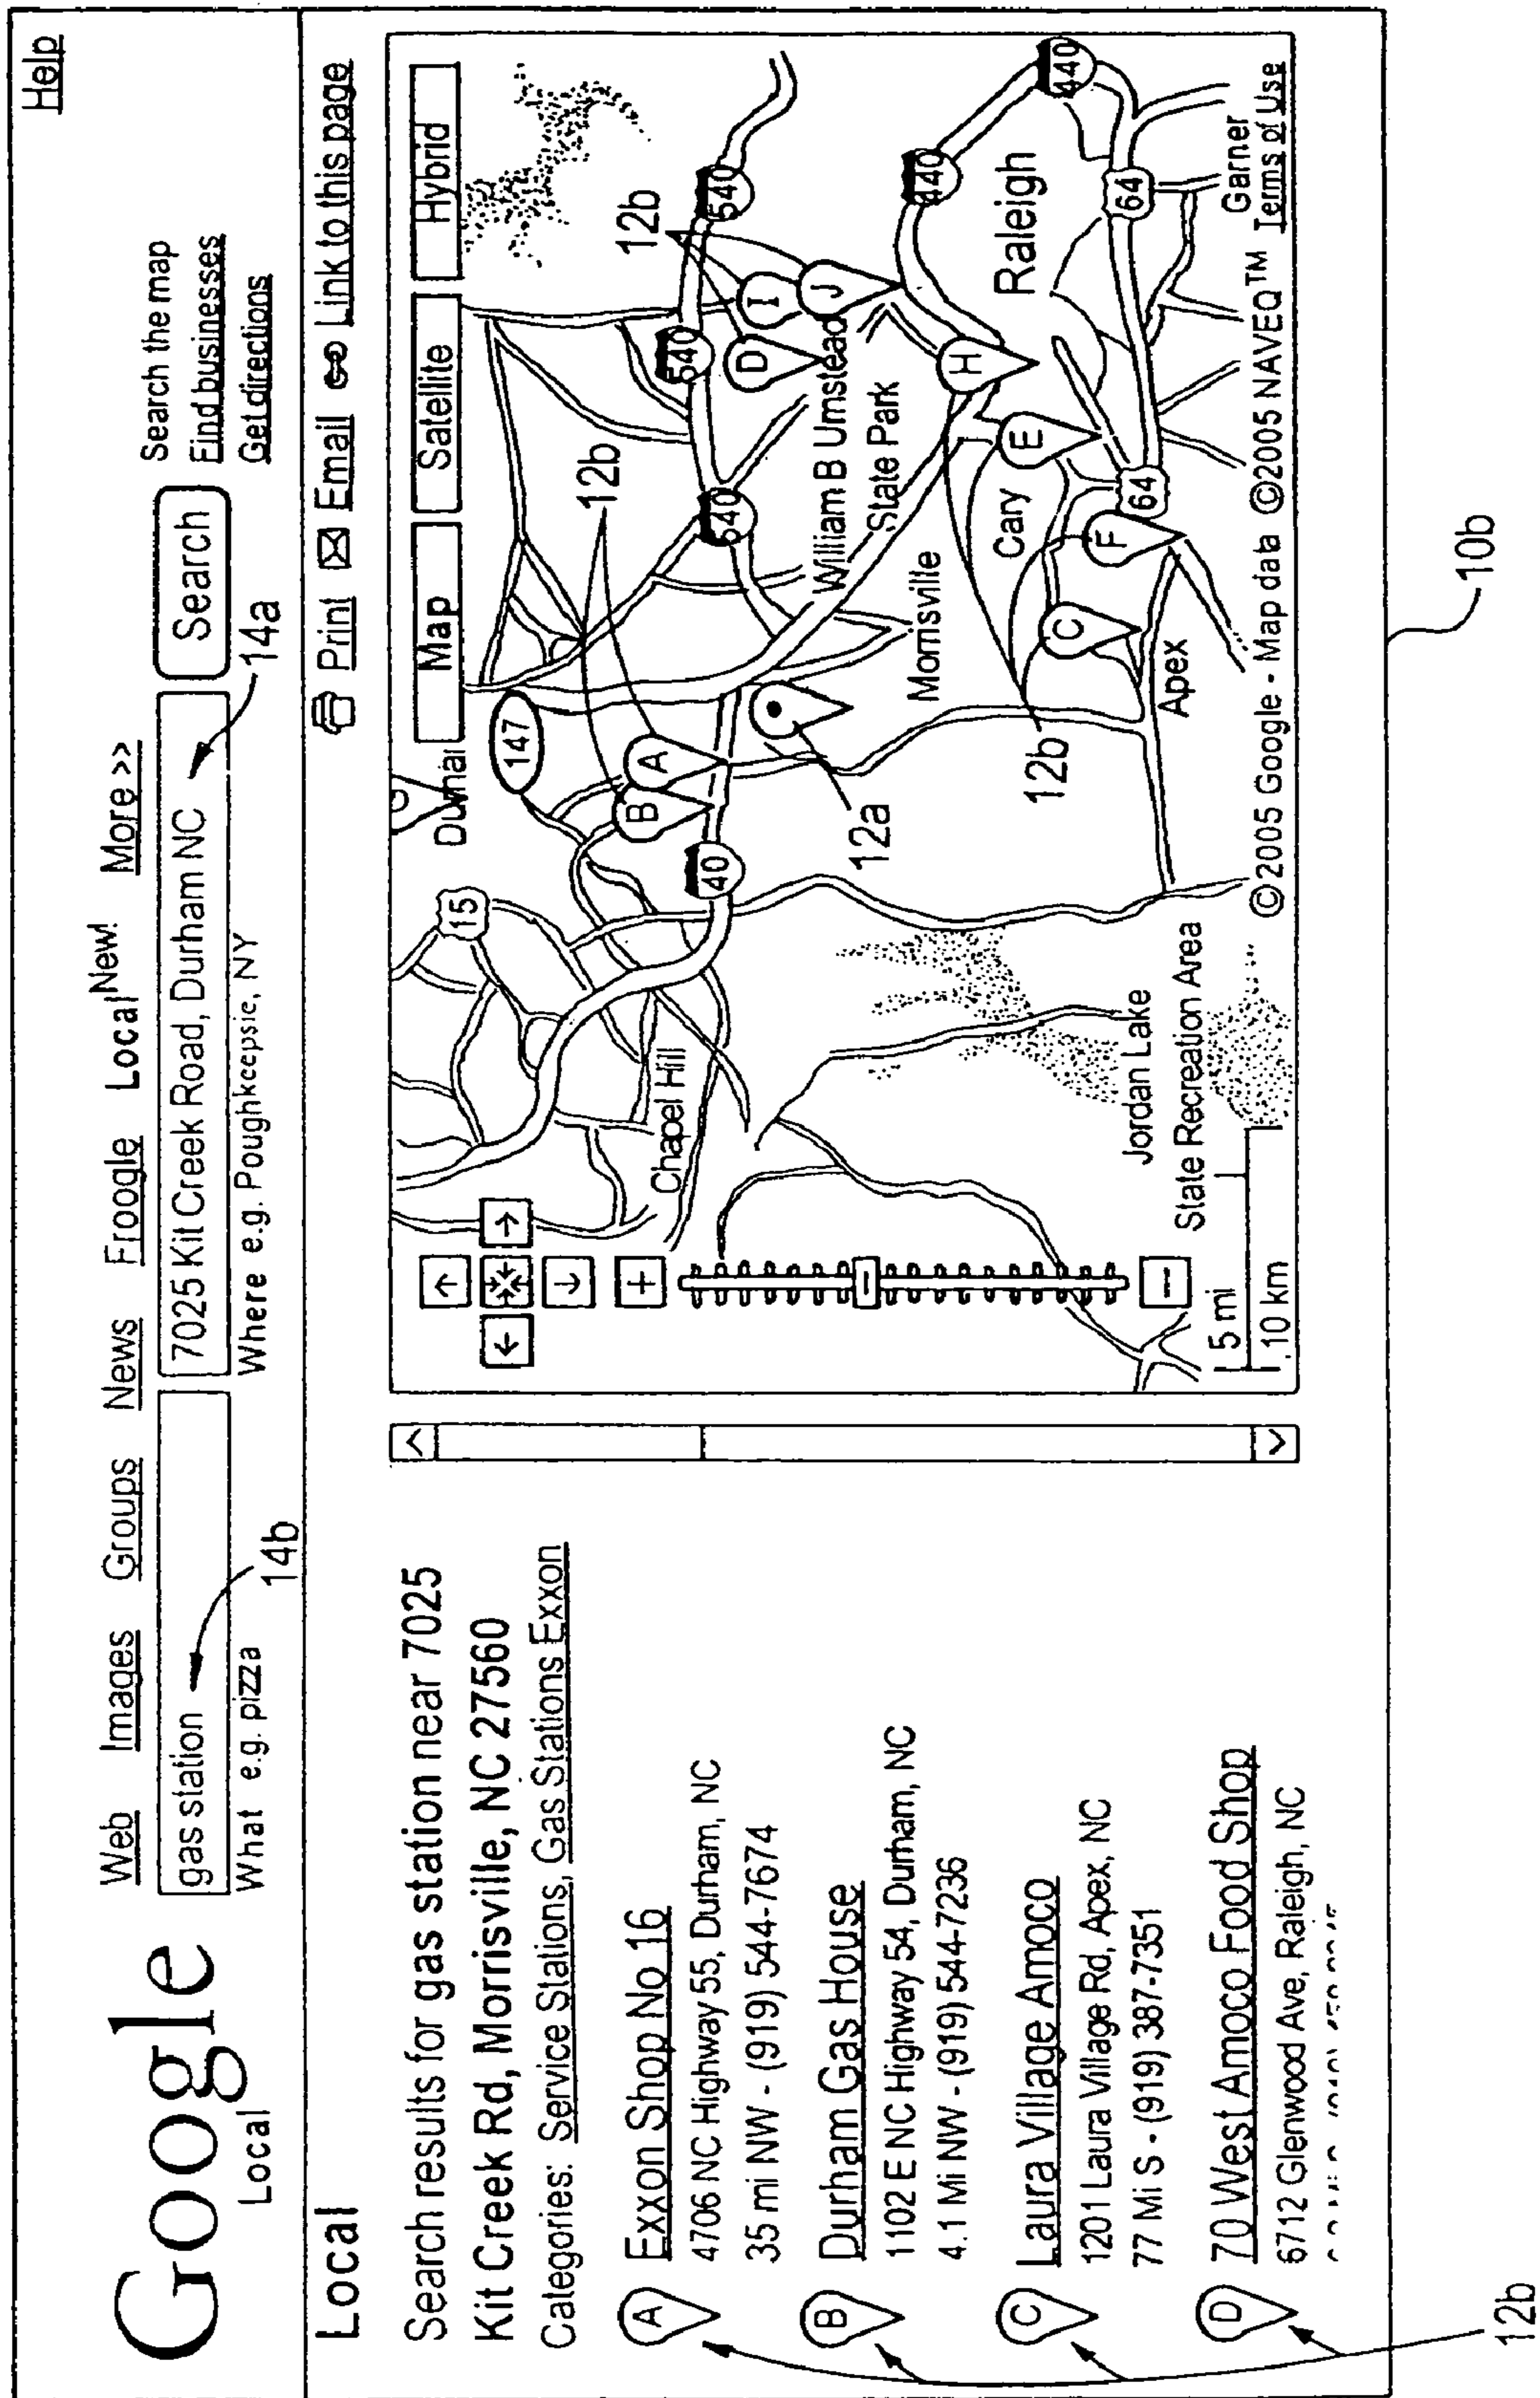 Help
Web Images Groups News Froogle Local New! More >>
Google
Local
gas station
7025 Kit Creek Road, Durham NC
Search
Search the map
Find businesses
Get directions
What e.g. pizza
Where e.g. Poughkeepsie, NY
14b
14a
Local
Print Email Link to this page
Search results for gas station near 7025
Kit Creek Rd, Morrisville, NC 27560
Categories: Service Stations, Gas Stations Exxon
A Exxon Shop No 16
4706 NC Highway 55, Durham, NC
35 mi NW - (919) 544-7674
B Durham Gas House
1102 E NC Highway 54, Durham, NC
4.1 Mi NW - (919) 544-7236
C Laura Village Amoco
1201 Laura Village Rd, Apex, NC
77 Mi S - (919) 387-7351
D 70 West Amoco Food Shop
6712 Glenwood Ave, Raleigh, NC
12b
Map Satellite Hybrid
15
147
12b
12b
B
A
40
540
540
540
D
I
J
Chapel Hill
12a
William B Umstead
State Park
Morrisville
440
440
H
Raleigh
Cary
E
12b
C
F
64
64
Apex
Jordan Lake
State Recreation Area
Garner
5 mi
10 km
©2005 Google - Map data ©2005 NAVEQ™ Terms of Use
10b